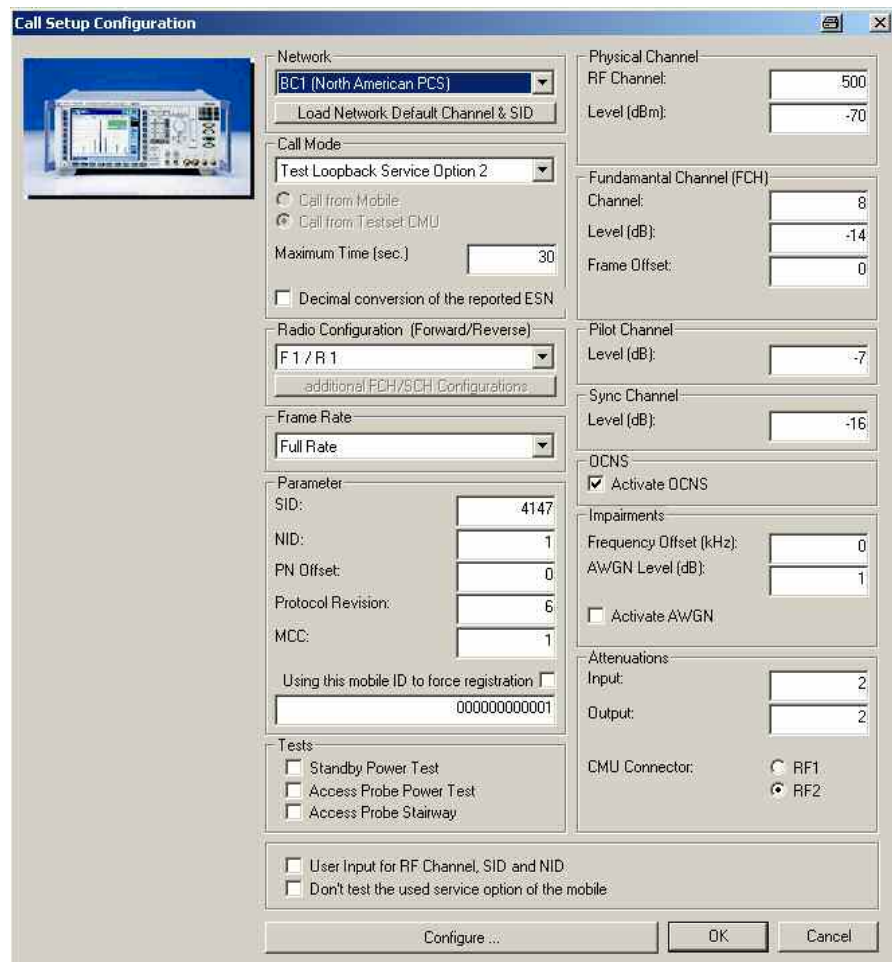 Call Setup Configuration
Network
BC1 (North American PCS)
Load Network Default Channel & SID
Call Mode
Test Loopback Service Option 2
Call from Mobile
Call from Testset CMU
Maximum Time (sec.)
30
Decimal conversion of the reported ESN
Radio Configuration (Forward/Reverse)
F 1 / R 1
additional FCH/SCH Configurations
Frame Rate
Full Rate
Parameter
SID:
4147
NID:
1
PN Offset:
0
Protocol Revision:
6
MCC:
1
Using this mobile ID to force registration
000000000001
Tests
Standby Power Test
Access Probe Power Test
Access Probe Stairway
Physical Channel
RF Channel:
500
Level (dBm):
-70
Fundamantal Channel (FCH)
Channel:
8
Level (dB):
-14
Frame Offset:
0
Pilot Channel
Level (dB):
-7
Sync Channel
Level (dB):
-16
OCNS
Activate OCNS
Impairments
Frequency Offset (kHz):
0
AWGN Level (dB):
1
Activate AWGN
Attenuations
Input:
2
Output:
2
CMU Connector:
RF1
RF2
User Input for RF Channel, SID and NID
Don't test the used service option of the mobile
Configure ...
OK
Cancel